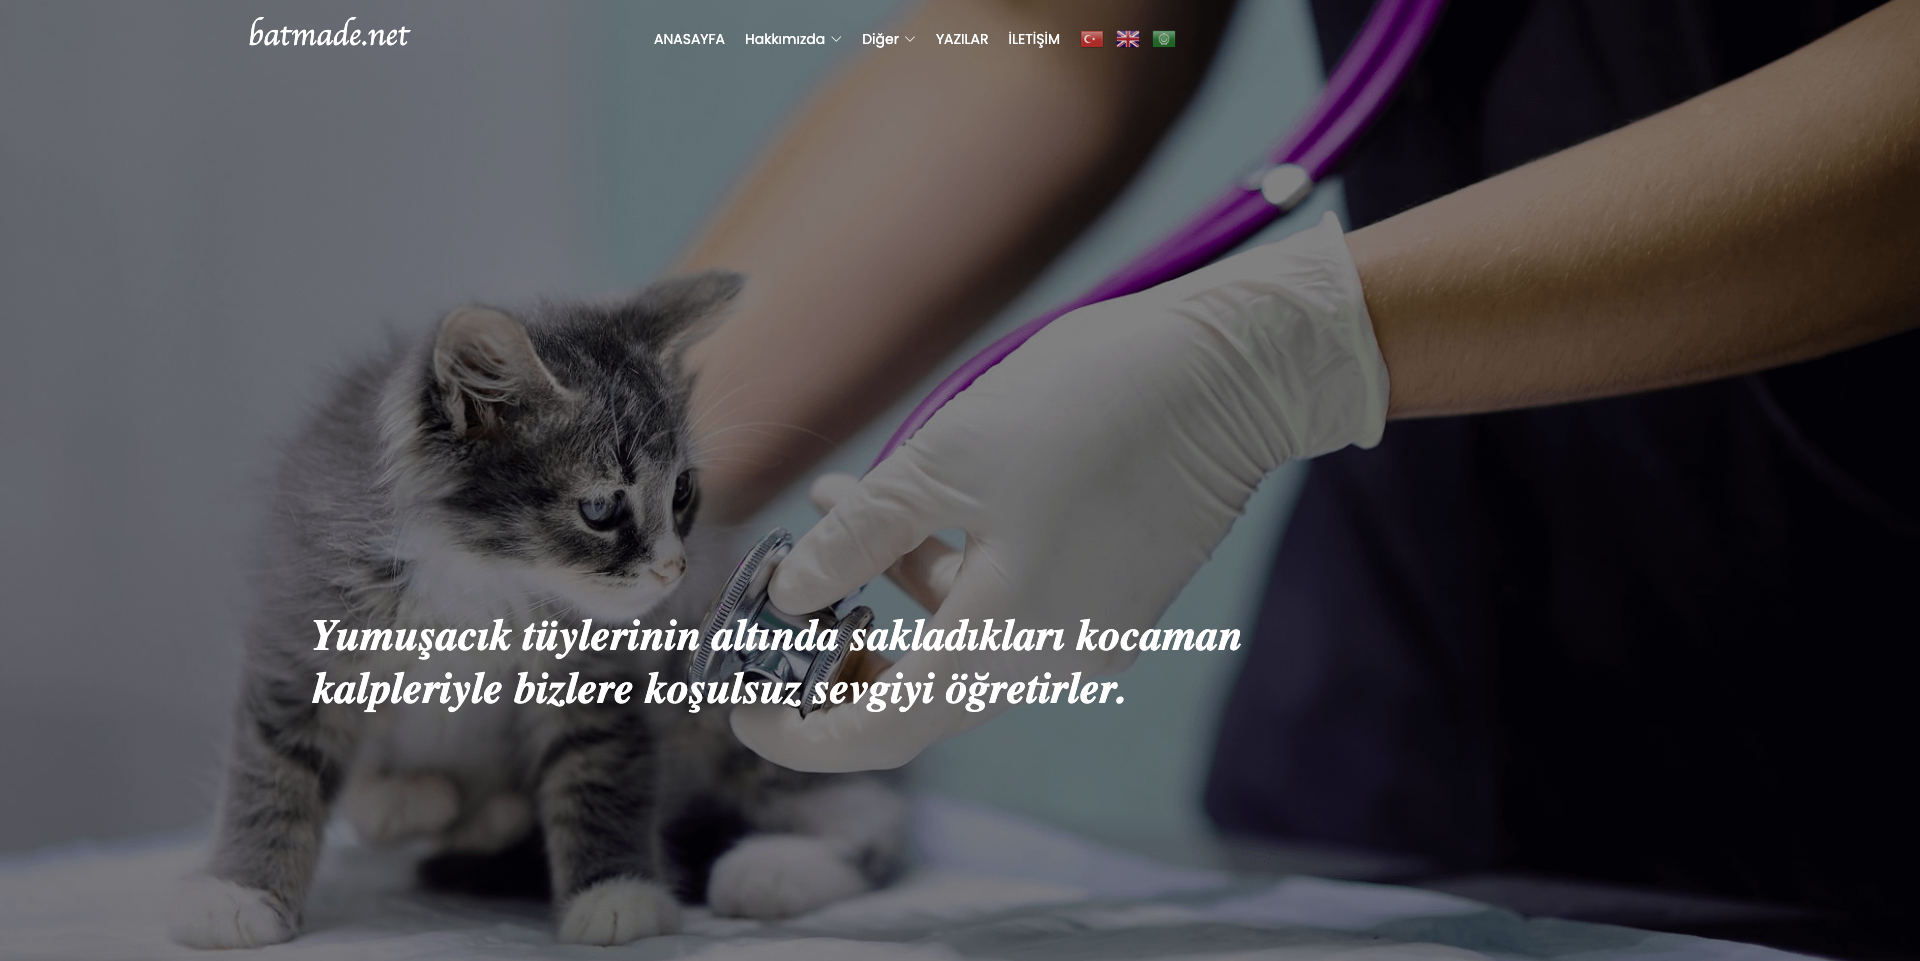 batmade.net
ANASAYFA Hakkımızda Diğer YAZILAR İLETİŞİM
Yumuşacık tüylerinin altında sakladıkları kocaman
kalpleriyle bizlere koşulsuz sevgiyi öğretirler.